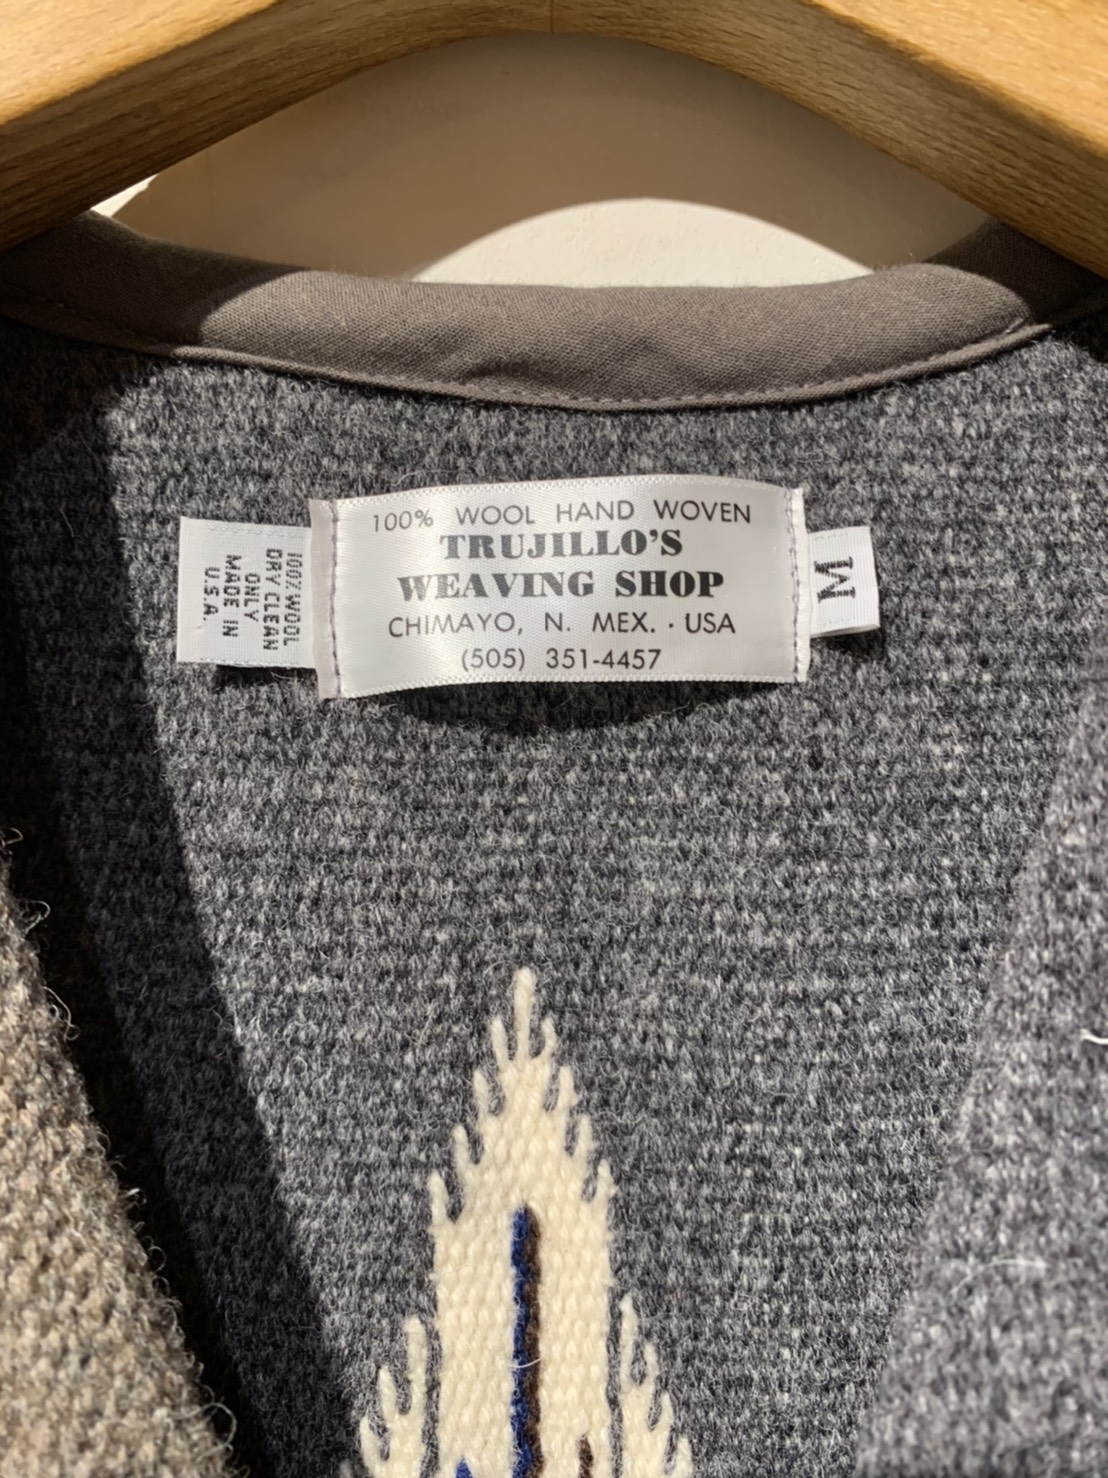 100% WOOL HAND WOVEN
TRUJILLO'S
WEAVING SHOP
CHIMAYO, N. MEX. · USA
(505) 351-4457
100% WOOL
DRY CLEAN
ONLY
MADE IN
U.S.A.
M